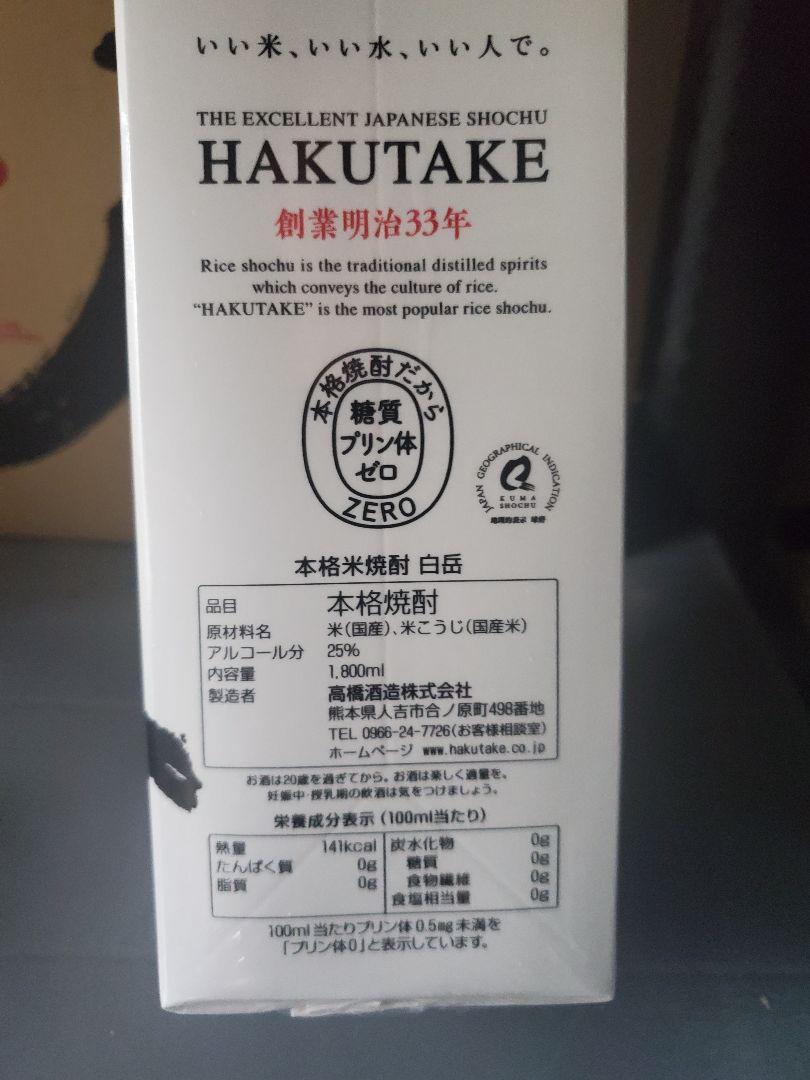 いい米、いい水、いい人で。
THE EXCELLENT JAPANESE SHOCHU
HAKUTAKE
創業明治33年
Rice shochu is the traditional distilled spirits
which conveys the culture of rice.
“HAKUTAKE” is the most popular rice shochu.
本格焼酎だから
糖質
プリン体
ゼロ
ZERO
JAPAN GEOGRAPHICAL INDICATION
KUMA
SHOCHU
地理的表示 球磨
本格米焼酎 白岳
品目 本格焼酎
原材料名 米(国産)、米こうじ(国産米)
アルコール分 25%
内容量 1,800ml
製造者 高橋酒造株式会社
熊本県人吉市合ノ原町498番地
TEL 0966-24-7726(お客様相談室)
ホームページ www.hakutake.co.jp
お酒は20歳を過ぎてから。お酒は楽しく適量を。
妊娠中・授乳期の飲酒は気をつけましょう。
栄養成分表示(100ml当たり)
熱量 141kcal
たんぱく質 0g
脂質 0g
炭水化物 0g
糖質 0g
食物繊維 0g
食塩相当量 0g
100ml当たりプリン体0.5mg未満を
「プリン体0」と表示しています。